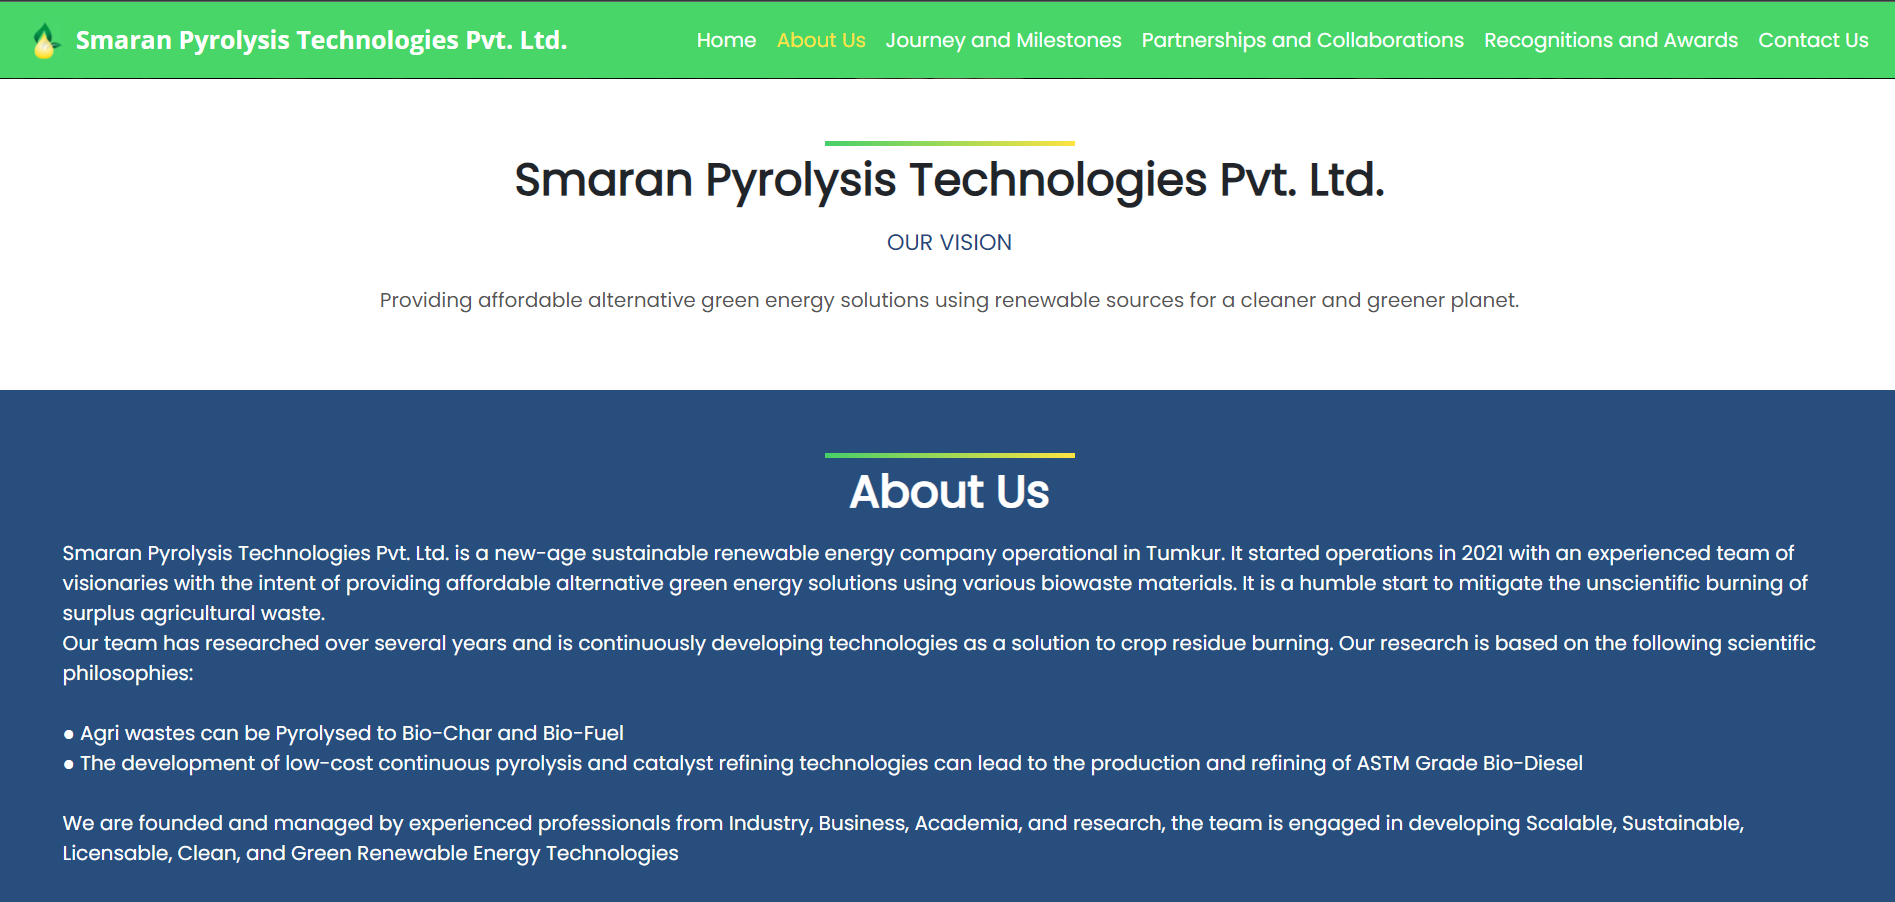 Smaran Pyrolysis Technologies Pvt. Ltd.
Home About Us Journey and Milestones Partnerships and Collaborations Recognitions and Awards Contact Us
Smaran Pyrolysis Technologies Pvt. Ltd.
OUR VISION
Providing affordable alternative green energy solutions using renewable sources for a cleaner and greener planet.
About Us
Smaran Pyrolysis Technologies Pvt. Ltd. is a new-age sustainable renewable energy company operational in Tumkur. It started operations in 2021 with an experienced team of
visionaries with the intent of providing affordable alternative green energy solutions using various biowaste materials. It is a humble start to mitigate the unscientific burning of
surplus agricultural waste.
Our team has researched over several years and is continuously developing technologies as a solution to crop residue burning. Our research is based on the following scientific
philosophies:
● Agri wastes can be Pyrolysed to Bio-Char and Bio-Fuel
● The development of low-cost continuous pyrolysis and catalyst refining technologies can lead to the production and refining of ASTM Grade Bio-Diesel
We are founded and managed by experienced professionals from Industry, Business, Academia, and research, the team is engaged in developing Scalable, Sustainable,
Licensable, Clean, and Green Renewable Energy Technologies